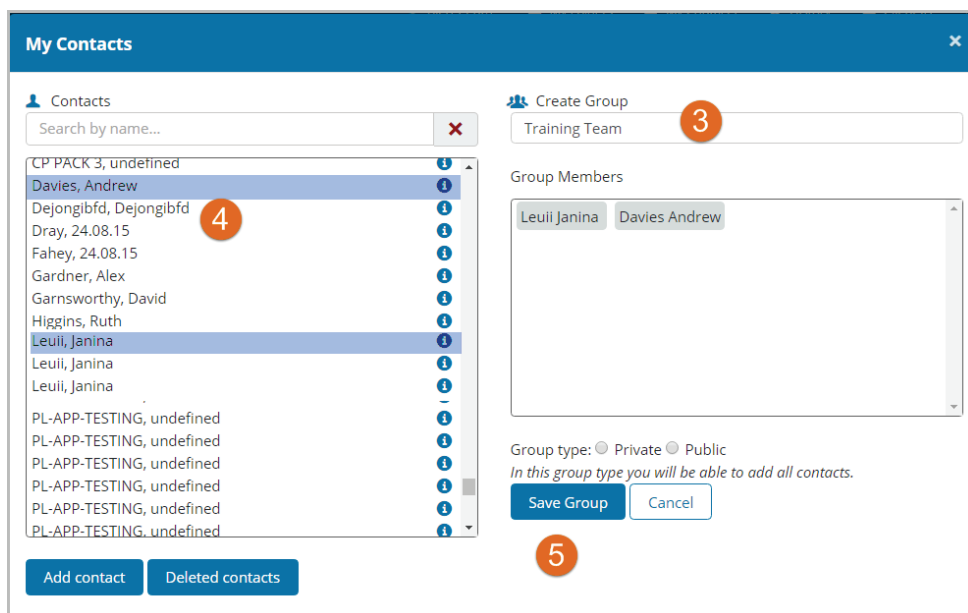 My Contacts
×
Contacts
Search by name...
CP PACK 3, undefined
Davies, Andrew
Dejongibfd, Dejongibfd
4
Dray, 24.08.15
Fahey, 24.08.15
Gardner, Alex
Garnsworthy, David
Higgins, Ruth
Leuii, Janina
Leuii, Janina
Leuii, Janina
PL-APP-TESTING, undefined
PL-APP-TESTING, undefined
PL-APP-TESTING, undefined
PL-APP-TESTING, undefined
PL-APP-TESTING, undefined
PL-APP-TESTING, undefined
Add contact
Deleted contacts
Create Group
Training Team
3
Group Members
Leuii Janina Davies Andrew
Group type: Private Public
In this group type you will be able to add all contacts.
Save Group
Cancel
5